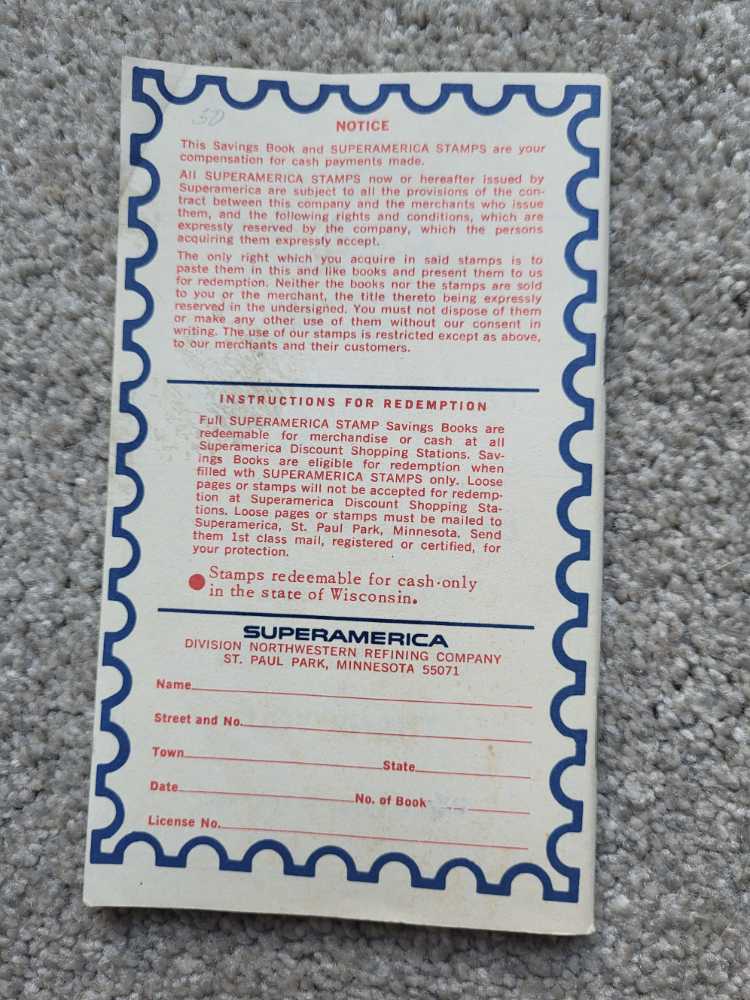 50
NOTICE
This Savings Book and SUPERAMERICA STAMPS are your
compensation for cash payments made.
All SUPERAMERICA STAMPS now or hereafter issued by
Superamerica are subject to all the provisions of the con-
tract between this company and the merchants who issue
them, and the following rights and conditions, which are
expressly reserved by the company, which the persons
acquiring them expressly accept.
The only right which you acquire in said stamps is to
paste them in this and like books and present them to us
for redemption. Neither the books nor the stamps are sold
to you or the merchant, the title thereto being expressly
reserved in the undersigned. You must not dispose of them
or make any other use of them without our consent in
writing. The use of our stamps is restricted except as above,
to our merchants and their customers.
INSTRUCTIONS FOR REDEMPTION
Full SUPERAMERICA STAMP Savings Books are
redeemable for merchandise or cash at all
Superamerica Discount Shopping Stations. Sav-
ings Books are eligible for redemption when
filled wth SUPERAMERICA STAMPS only. Loose
pages or stamps will not be accepted for redemp-
tion at Superamerica Discount Shopping Sta-
tions. Loose pages or stamps must be mailed to
Superamerica, St. Paul Park, Minnesota. Send
them 1st class mail, registered or certified, for
your protection.
Stamps redeemable for cash-only
in the state of Wisconsin.
SUPERAMERICA
DIVISION NORTHWESTERN REFINING COMPANY
ST. PAUL PARK, MINNESOTA 55071
Name
Street and No.
Town State
Date No. of Book
License No.